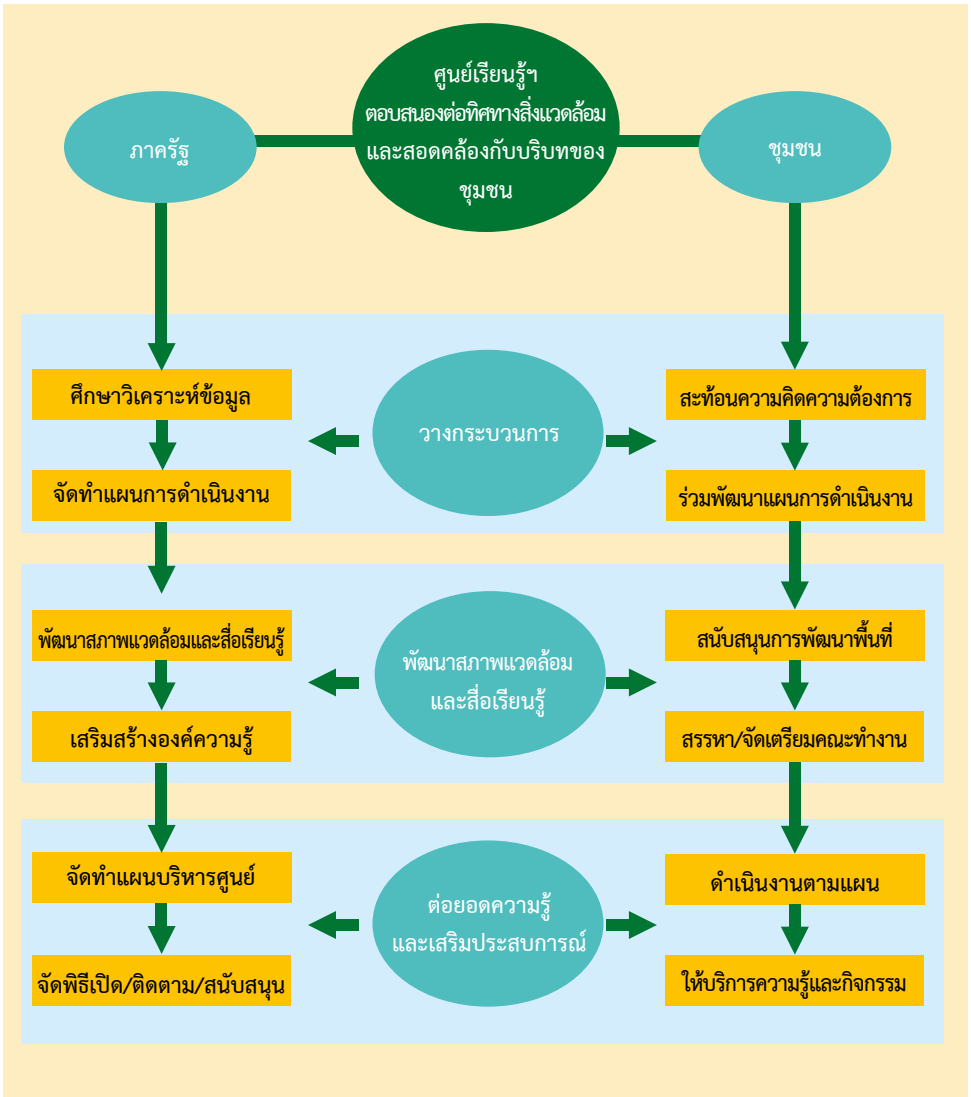 ศูนย์เรียนรู้ฯ
ตอบสนองต่อทิศทางสิ่งแวดล้อม
และสอดคล้องกับบริบทของ
ชุมชน
ภาครัฐ
ชุมชน
ศึกษาวิเคราะห์ข้อมูล
วางกระบวนการ
สะท้อนความคิดความต้องการ
จัดทำแผนการดำเนินงาน
ร่วมพัฒนาแผนการดำเนินงาน
พัฒนาสภาพแวดล้อมและสื่อเรียนรู้
พัฒนาสภาพแวดล้อม
และสื่อเรียนรู้
สนับสนุนการพัฒนาพื้นที่
เสริมสร้างองค์ความรู้
สรรหา/จัดเตรียมคณะทำงาน
จัดทำแผนบริหารศูนย์
ต่อยอดความรู้
และเสริมประสบการณ์
ดำเนินงานตามแผน
จัดพิธีเปิด/ติดตาม/สนับสนุน
ให้บริการความรู้และกิจกรรม